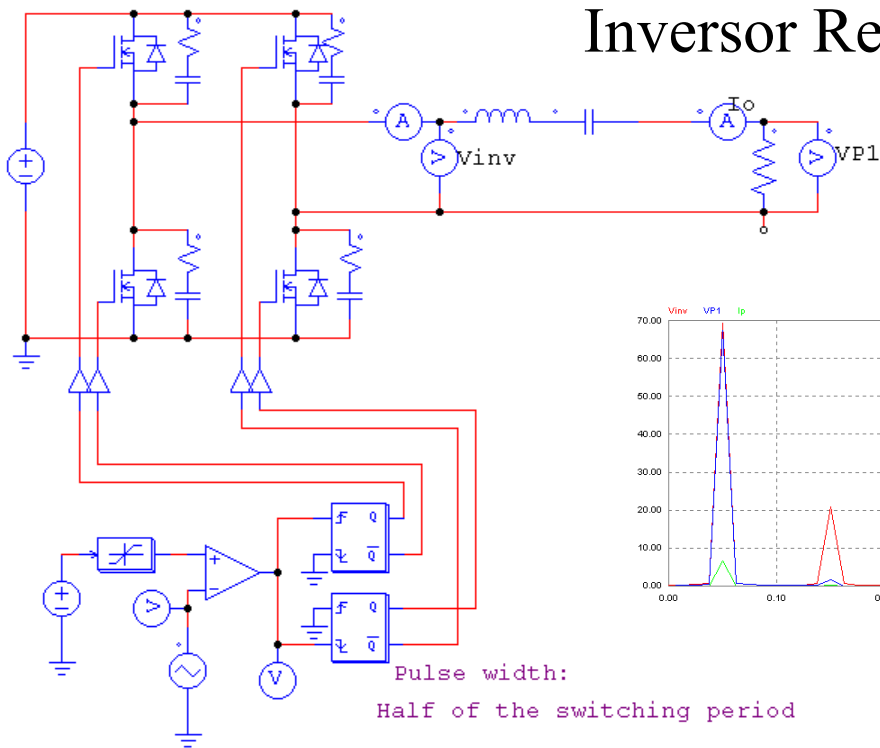 Inversor Re
A
Vinv
Io
A
VP1
V
V
o
Vinv VP1 Ip
70.00
60.00
50.00
40.00
30.00
20.00
10.00
0.00
0.00 0.10 0
Q
Q
Q
Q
V
V
Pulse width:
Half of the switching period